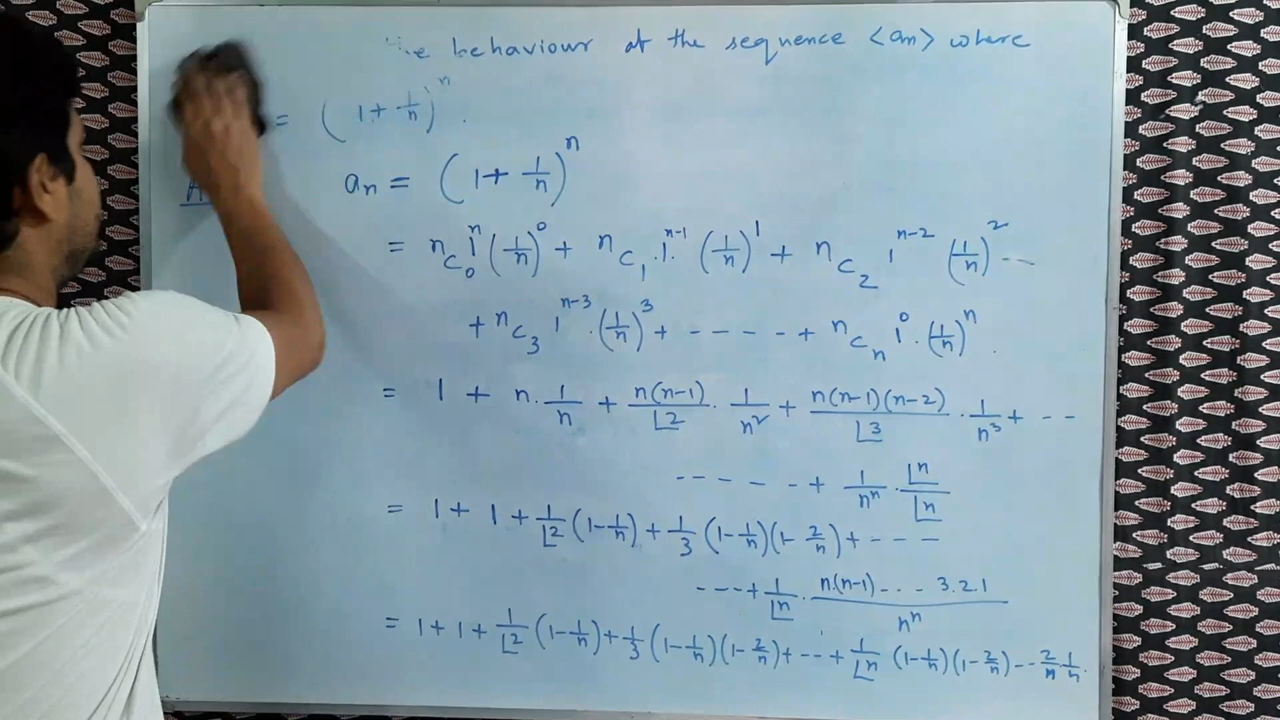 behaviour of the sequence <an> where
= (1 + 1/n)^n
an = (1 + 1/n)^n
= nC0 1^n (1/n)^0 + nC1 . 1^(n-1) . (1/n)^1 + nC2 1^(n-2) (1/n)^2 ---
+ nC3 1^(n-3) . (1/n)^3 + ----- + nCn 1^0 . (1/n)^n .
= 1 + n . 1/n + n(n-1)/|2 . 1/n^2 + n(n-1)(n-2)/|3 . 1/n^3 + --
------ + 1/n^n . |n/|n
= 1 + 1 + 1/|2 (1-1/n) + 1/3 (1-1/n)(1-2/n) + ---
---- + 1/|n . n(n-1)--- 3.2.1/n^n
= 1 + 1 + 1/|2 (1-1/n) + 1/3 (1-1/n)(1-2/n) + --- + 1/|n (1-1/n)(1-2/n) -- 2/n . 1/n .